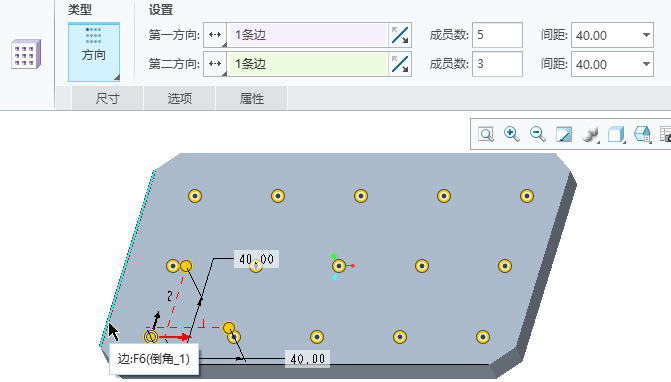 类型
设置
方向
第一方向:
1条边
成员数: 5
间距: 40.00
第二方向:
1条边
成员数: 3
间距: 40.00
尺寸
选项
属性
40.00
2
40.00
边:F6(倒角_1)